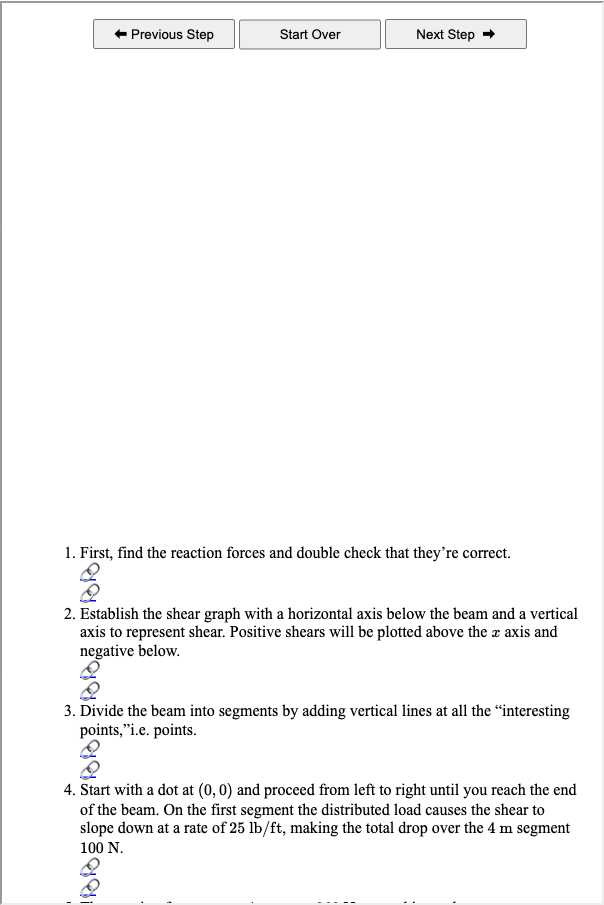 Previous Step
Start Over
Next Step
1. First, find the reaction forces and double check that they’re correct.
2. Establish the shear graph with a horizontal axis below the beam and a vertical
axis to represent shear. Positive shears will be plotted above the x axis and
negative below.
3. Divide the beam into segments by adding vertical lines at all the “interesting
points,”i.e. points.
4. Start with a dot at (0, 0) and proceed from left to right until you reach the end
of the beam. On the first segment the distributed load causes the shear to
slope down at a rate of 25 lb/ft, making the total drop over the 4 m segment
100 N.